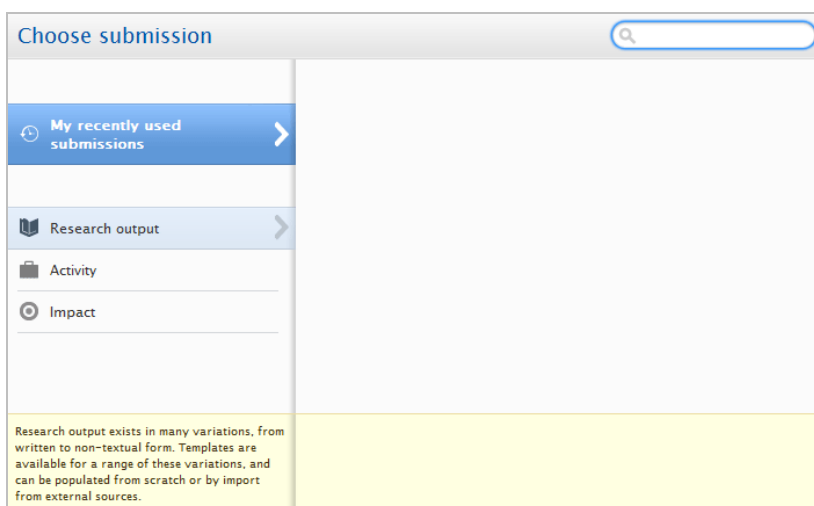 Choose submission
My recently used
submissions
Research output
Activity
Impact
Research output exists in many variations, from
written to non-textual form. Templates are
available for a range of these variations, and
can be populated from scratch or by import
from external sources.